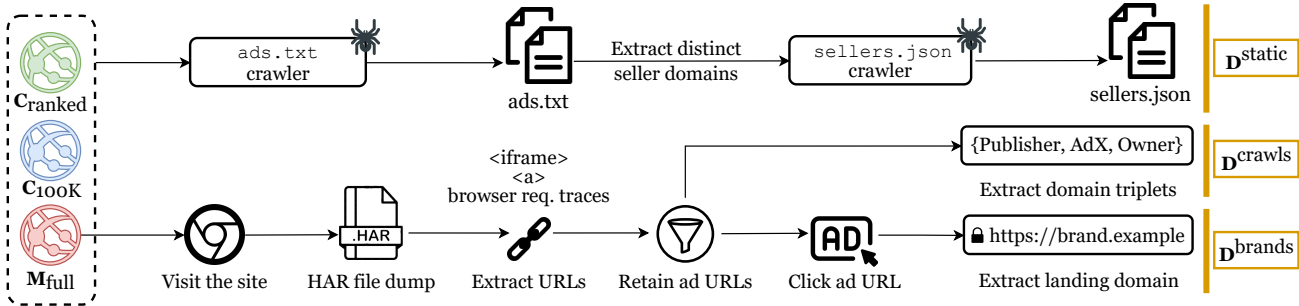 Cranked
C100K
Mfull
ads.txt
crawler
ads.txt
Extract distinct
seller domains
sellers.json
crawler
sellers.json
Dstatic
<iframe>
<a>
browser req. traces
{Publisher, AdX, Owner}
Extract domain triplets
Dcrawls
Visit the site
.HAR
HAR file dump
Extract URLs
Retain ad URLs
AD
Click ad URL
https://brand.example
Extract landing domain
Dbrands